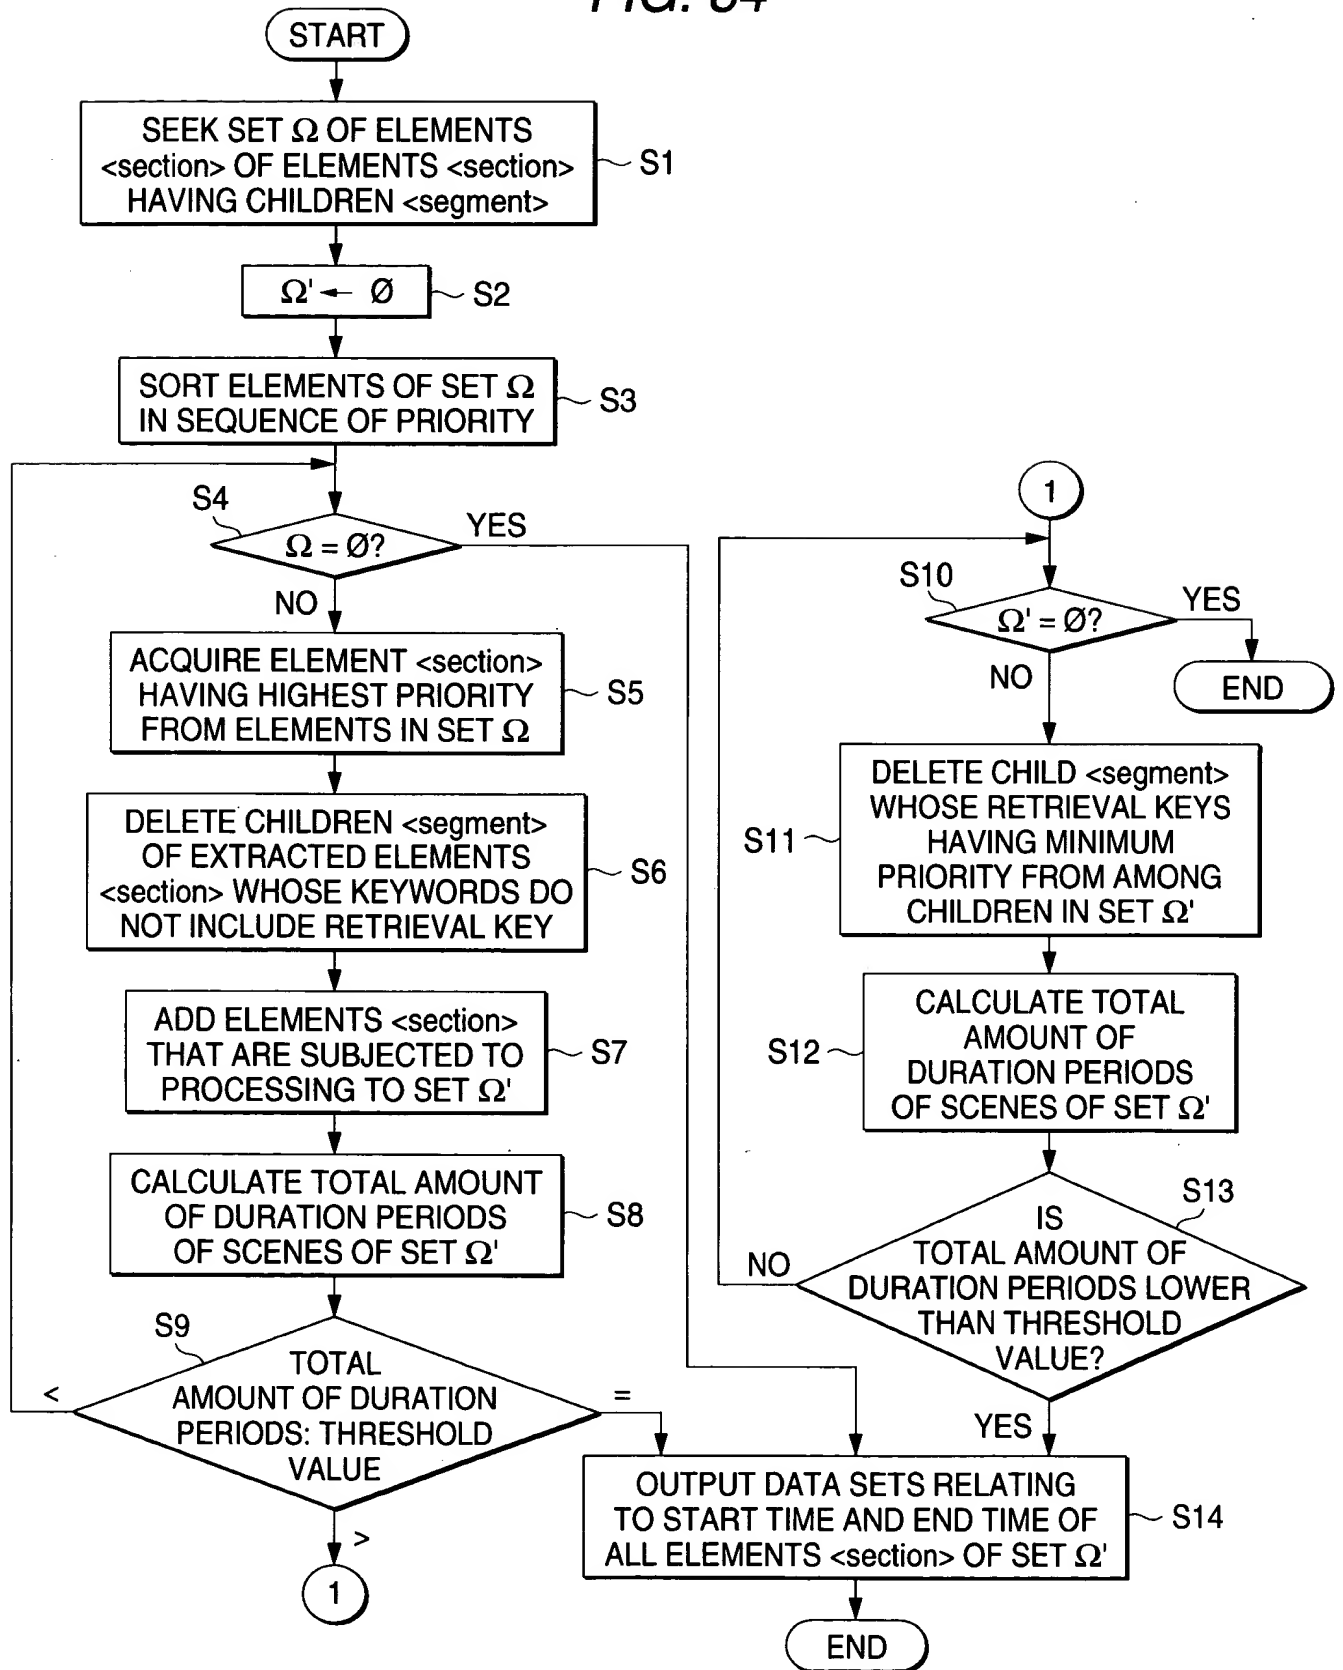 FIG. 84
START
SEEK SET Ω OF ELEMENTS
<section> OF ELEMENTS <section>
HAVING CHILDREN <segment>
S1
Ω' ← Ø
S2
SORT ELEMENTS OF SET Ω
IN SEQUENCE OF PRIORITY
S3
S4
Ω = Ø?
YES
NO
ACQUIRE ELEMENT <section>
HAVING HIGHEST PRIORITY
FROM ELEMENTS IN SET Ω
S5
DELETE CHILDREN <segment>
OF EXTRACTED ELEMENTS
<section> WHOSE KEYWORDS DO
NOT INCLUDE RETRIEVAL KEY
S6
ADD ELEMENTS <section>
THAT ARE SUBJECTED TO
PROCESSING TO SET Ω'
S7
CALCULATE TOTAL AMOUNT
OF DURATION PERIODS
OF SCENES OF SET Ω'
S8
S9
TOTAL
AMOUNT OF DURATION
PERIODS: THRESHOLD
VALUE
<
=
>
1
1
S10
Ω' = Ø?
YES
END
NO
DELETE CHILD <segment>
WHOSE RETRIEVAL KEYS
HAVING MINIMUM
PRIORITY FROM AMONG
CHILDREN IN SET Ω'
S11
CALCULATE TOTAL
AMOUNT OF
DURATION PERIODS
OF SCENES OF SET Ω'
S12
S13
IS
TOTAL AMOUNT OF
DURATION PERIODS LOWER
THAN THRESHOLD
VALUE?
NO
YES
OUTPUT DATA SETS RELATING
TO START TIME AND END TIME OF
ALL ELEMENTS <section> OF SET Ω'
S14
END